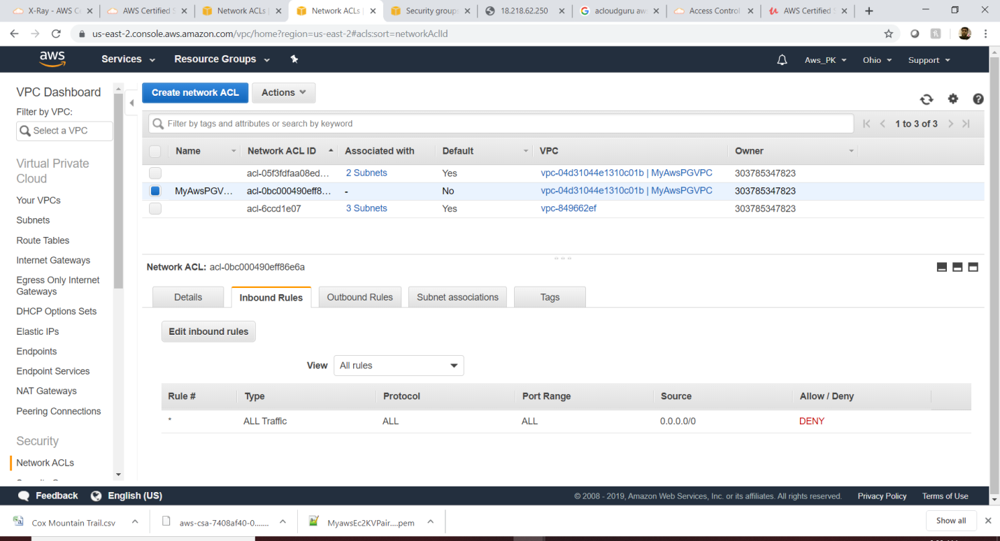 X-Ray - AWS Ce
AWS Certified S
Network ACLs |
Network ACLs |
Security group
18.218.62.250
acloudguru aw
Access Control
AWS Certified S
us-east-2.console.aws.amazon.com/vpc/home?region=us-east-2#acls:sort=networkAclId
aws
Services
Resource Groups
Aws_PK
Ohio
Support
VPC Dashboard
Filter by VPC:
Select a VPC
Virtual Private
Cloud
Your VPCs
Subnets
Route Tables
Internet Gateways
Egress Only Internet
Gateways
DHCP Options Sets
Elastic IPs
Endpoints
Endpoint Services
NAT Gateways
Peering Connections
Security
Network ACLs
Create network ACL
Actions
Filter by tags and attributes or search by keyword
1 to 3 of 3
Name Network ACL ID Associated with Default VPC Owner
acl-05f3fdfaa08ed... 2 Subnets Yes vpc-04d31044e1310c01b | MyAwsPGVPC 303785347823
MyAwsPGV... acl-0bc000490eff8... - No vpc-04d31044e1310c01b | MyAwsPGVPC 303785347823
acl-6ccd1e07 3 Subnets Yes vpc-849662ef 303785347823
Network ACL: acl-0bc000490eff86e6a
Details
Inbound Rules
Outbound Rules
Subnet associations
Tags
Edit inbound rules
View All rules
Rule # Type Protocol Port Range Source Allow / Deny
* ALL Traffic ALL ALL 0.0.0.0/0 DENY
Feedback
English (US)
© 2008 - 2019, Amazon Web Services, Inc. or its affiliates. All rights reserved.
Privacy Policy
Terms of Use
Cox Mountain Trail.csv
aws-csa-7408af40-0.......
MyawsEc2KVPair....pem
Show all